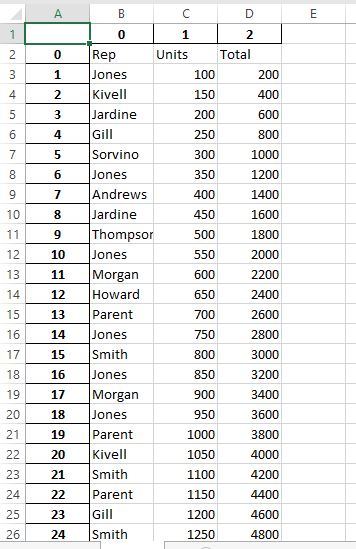 A B C D E
1 0 1 2
2 0 Rep Units Total
3 1 Jones 100 200
4 2 Kivell 150 400
5 3 Jardine 200 600
6 4 Gill 250 800
7 5 Sorvino 300 1000
8 6 Jones 350 1200
9 7 Andrews 400 1400
10 8 Jardine 450 1600
11 9 Thompsor 500 1800
12 10 Jones 550 2000
13 11 Morgan 600 2200
14 12 Howard 650 2400
15 13 Parent 700 2600
16 14 Jones 750 2800
17 15 Smith 800 3000
18 16 Jones 850 3200
19 17 Morgan 900 3400
20 18 Jones 950 3600
21 19 Parent 1000 3800
22 20 Kivell 1050 4000
23 21 Smith 1100 4200
24 22 Parent 1150 4400
25 23 Gill 1200 4600
26 24 Smith 1250 4800